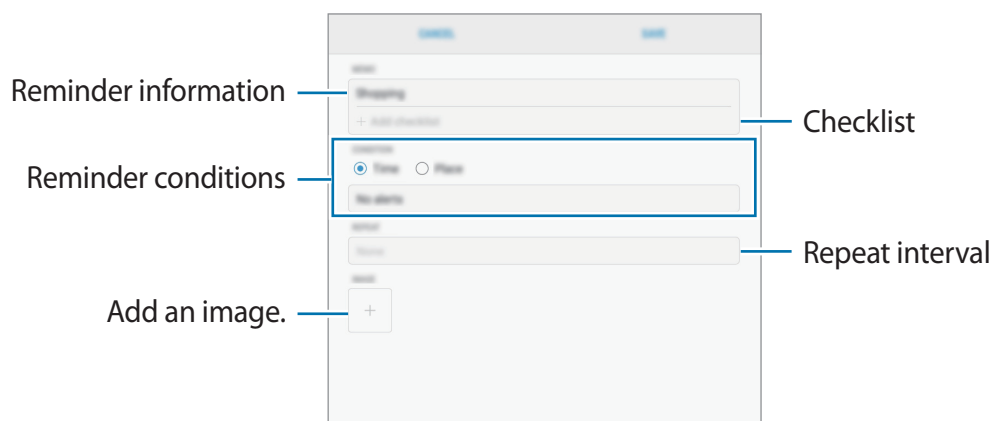 CANCEL
SAVE
MEMO
Reminder information
Shopping
+ Add checklist
Checklist
CONDITION
Time
Place
Reminder conditions
No alerts
REPEAT
None
Repeat interval
IMAGE
Add an image.
+